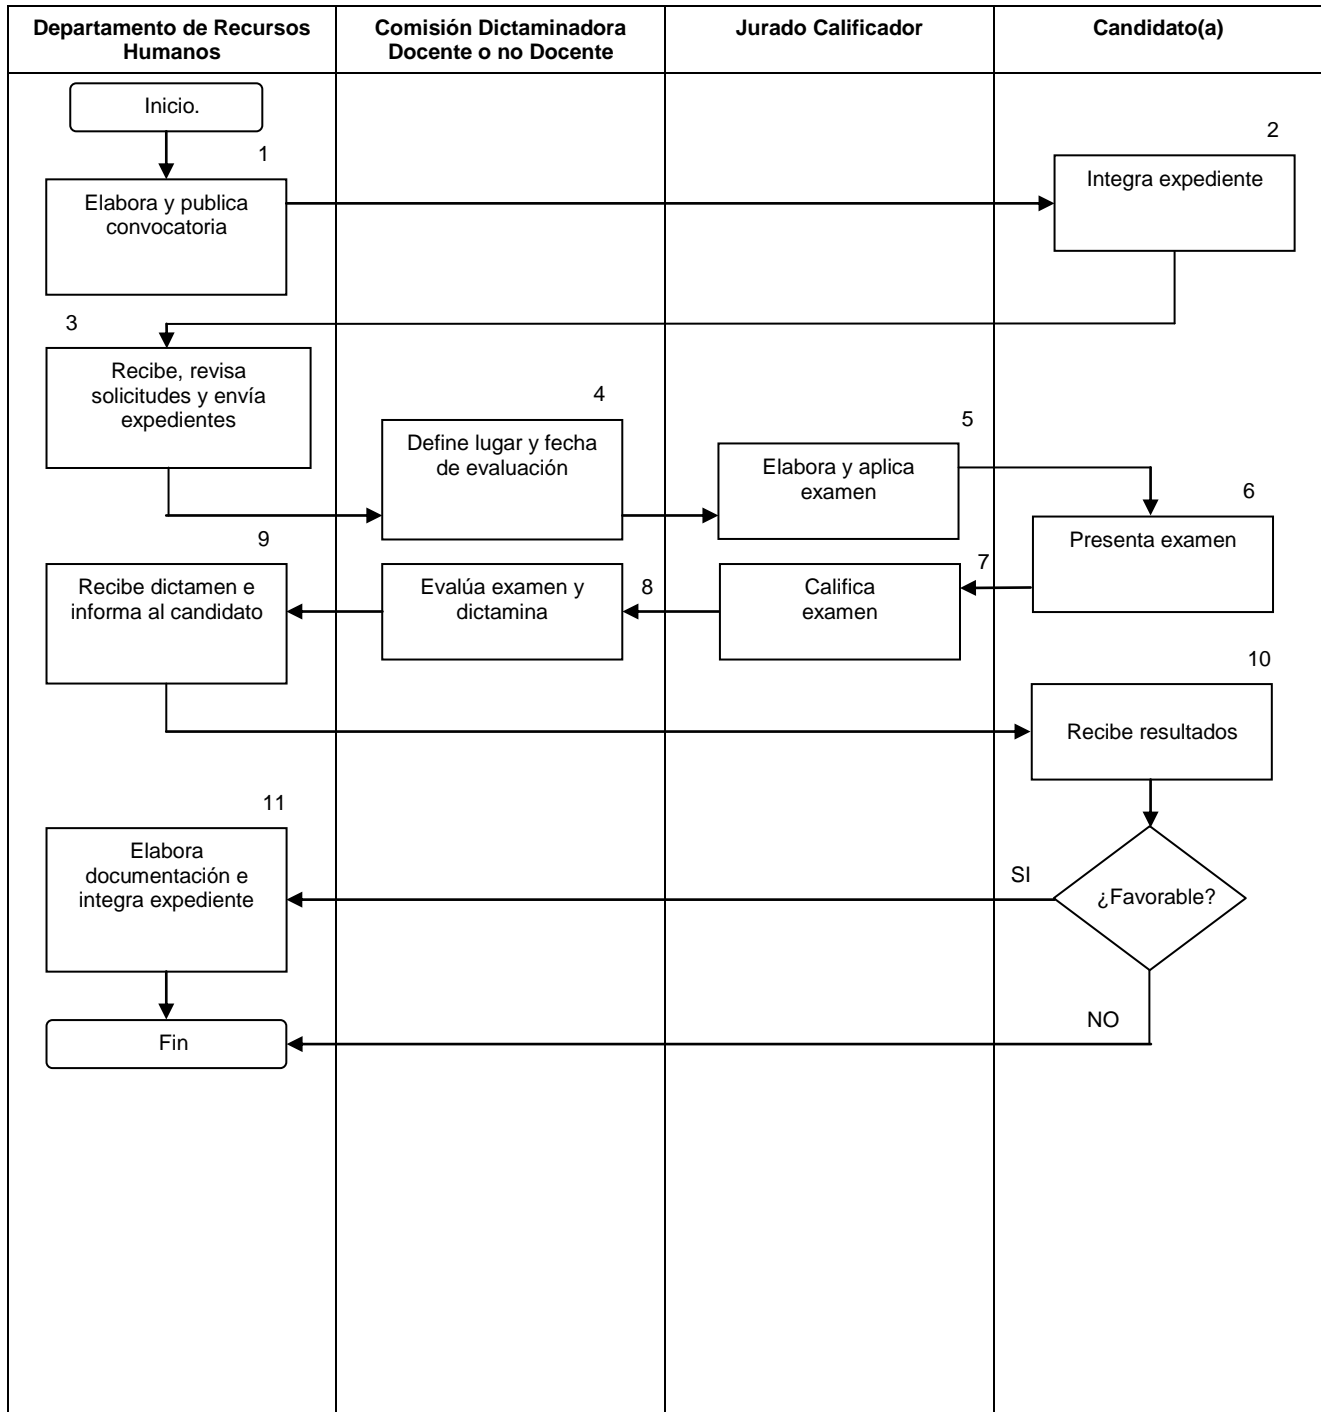 Departamento de Recursos
Humanos
Comisión Dictaminadora
Docente o no Docente
Jurado Calificador
Candidato(a)
Inicio.
1
Elabora y publica
convocatoria
2
Integra expediente
3
Recibe, revisa
solicitudes y envía
expedientes
4
Define lugar y fecha
de evaluación
5
Elabora y aplica
examen
6
Presenta examen
7
Califica
examen
8
Evalúa examen y
dictamina
9
Recibe dictamen e
informa al candidato
10
Recibe resultados
¿Favorable?
SI
NO
11
Elabora
documentación e
integra expediente
Fin